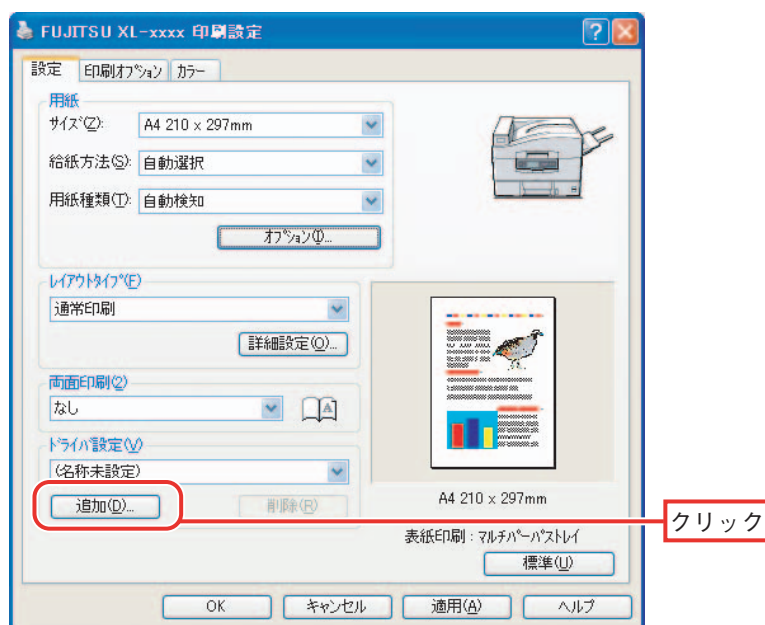 FUJITSU XL-xxxx 印刷設定
設定 印刷オプション カラー
用紙
サイズ(Z): A4 210 x 297mm
給紙方法(S): 自動選択
用紙種類(T): 自動検知
オプション(I)...
レイアウトタイプ(F)
通常印刷
詳細設定(O)...
両面印刷(2)
なし
A
ドライバ設定(V)
(名称未設定)
追加(D)... 削除(R)
A4 210 x 297mm
クリック
表紙印刷 : マルチパーパストレイ
標準(U)
OK キャンセル 適用(A) ヘルプ